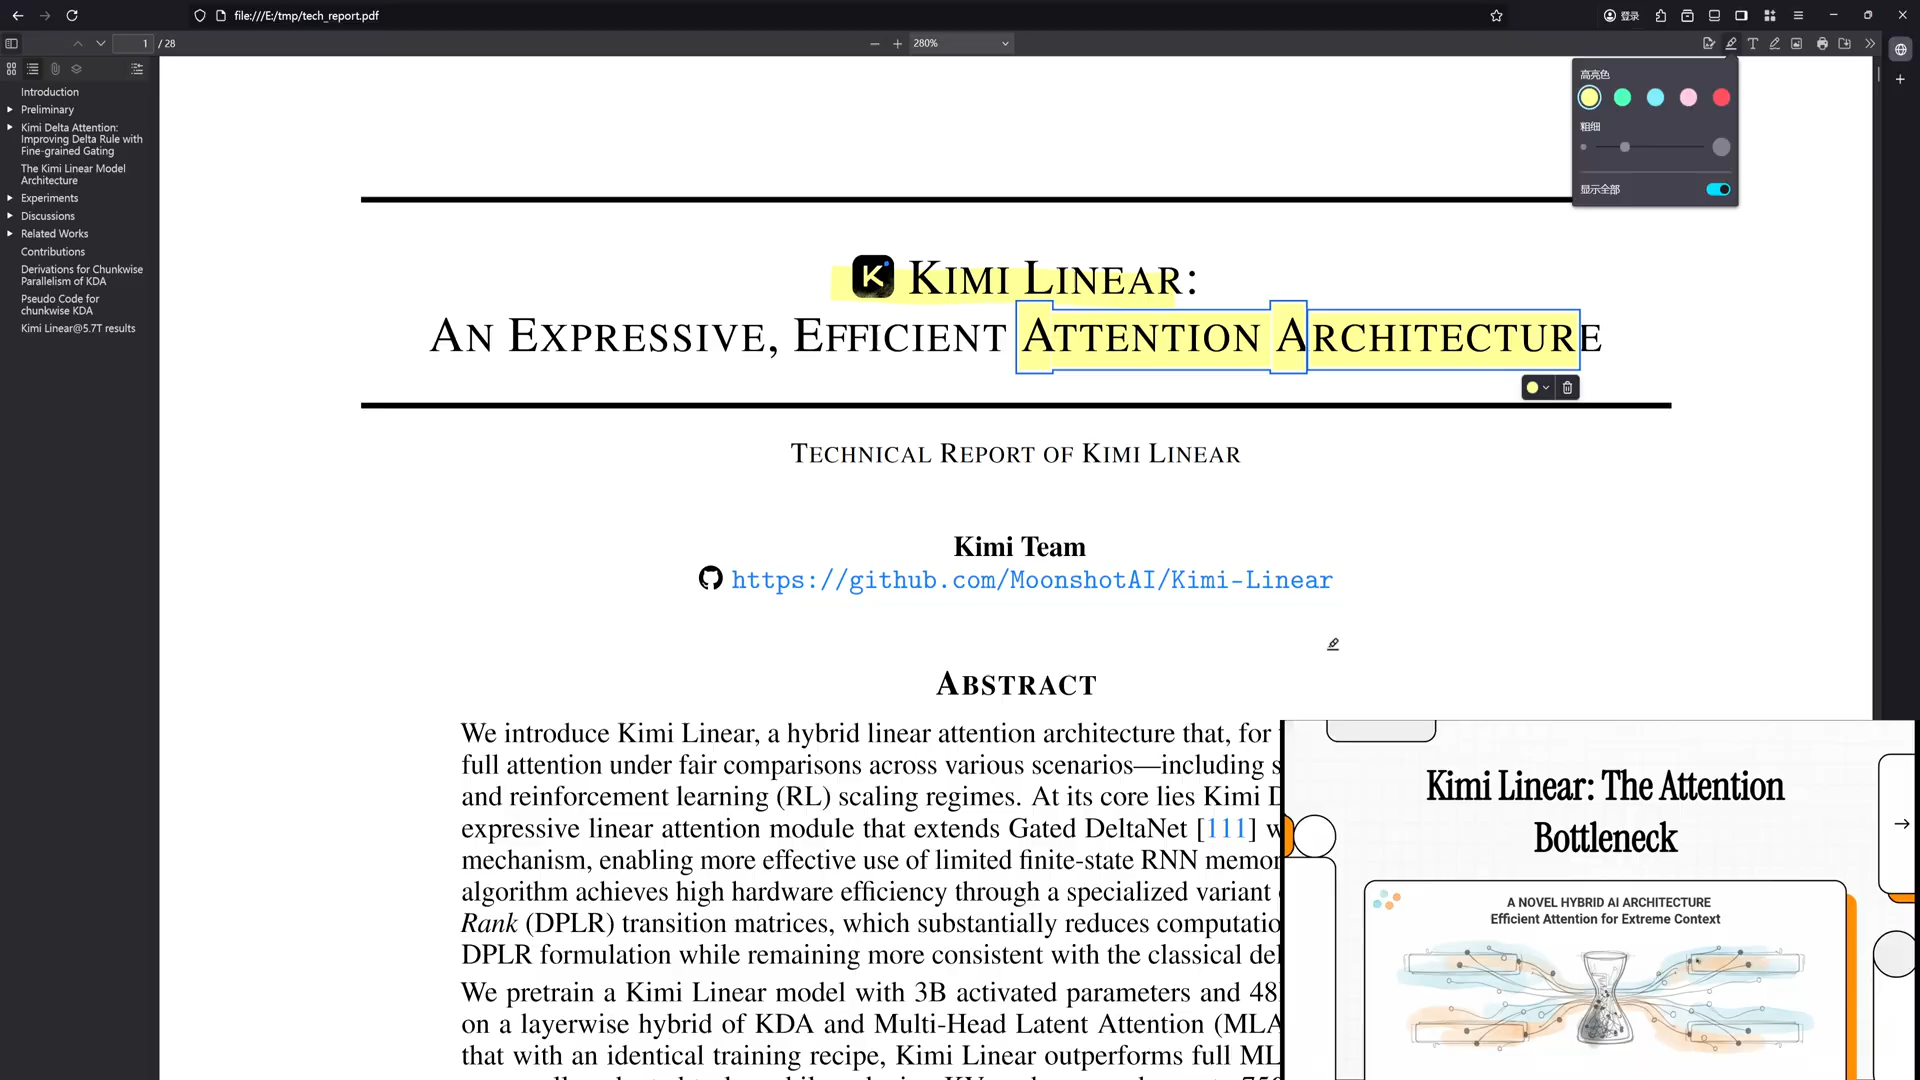 file:///E:/tmp/tech_report.pdf
登录
1 / 28
280%
Introduction
Preliminary
Kimi Delta Attention:
Improving Delta Rule with
Fine-grained Gating
The Kimi Linear Model
Architecture
Experiments
Discussions
Related Works
Contributions
Derivations for Chunkwise
Parallelism of KDA
Pseudo Code for
chunkwise KDA
Kimi Linear@5.7T results
高亮色
粗细
显示全部
KIMI LINEAR:
AN EXPRESSIVE, EFFICIENT ATTENTION ARCHITECTURE
TECHNICAL REPORT OF KIMI LINEAR
Kimi Team
https://github.com/MoonshotAI/Kimi-Linear
ABSTRACT
We introduce Kimi Linear, a hybrid linear attention architecture that, for
full attention under fair comparisons across various scenarios—including s
and reinforcement learning (RL) scaling regimes. At its core lies Kimi D
expressive linear attention module that extends Gated DeltaNet [111] w
mechanism, enabling more effective use of limited finite-state RNN memor
algorithm achieves high hardware efficiency through a specialized variant
Rank (DPLR) transition matrices, which substantially reduces computatio
DPLR formulation while remaining more consistent with the classical del
We pretrain a Kimi Linear model with 3B activated parameters and 48
on a layerwise hybrid of KDA and Multi-Head Latent Attention (MLA
that with an identical training recipe, Kimi Linear outperforms full ML
Kimi Linear: The Attention
Bottleneck
A NOVEL HYBRID AI ARCHITECTURE
Efficient Attention for Extreme Context